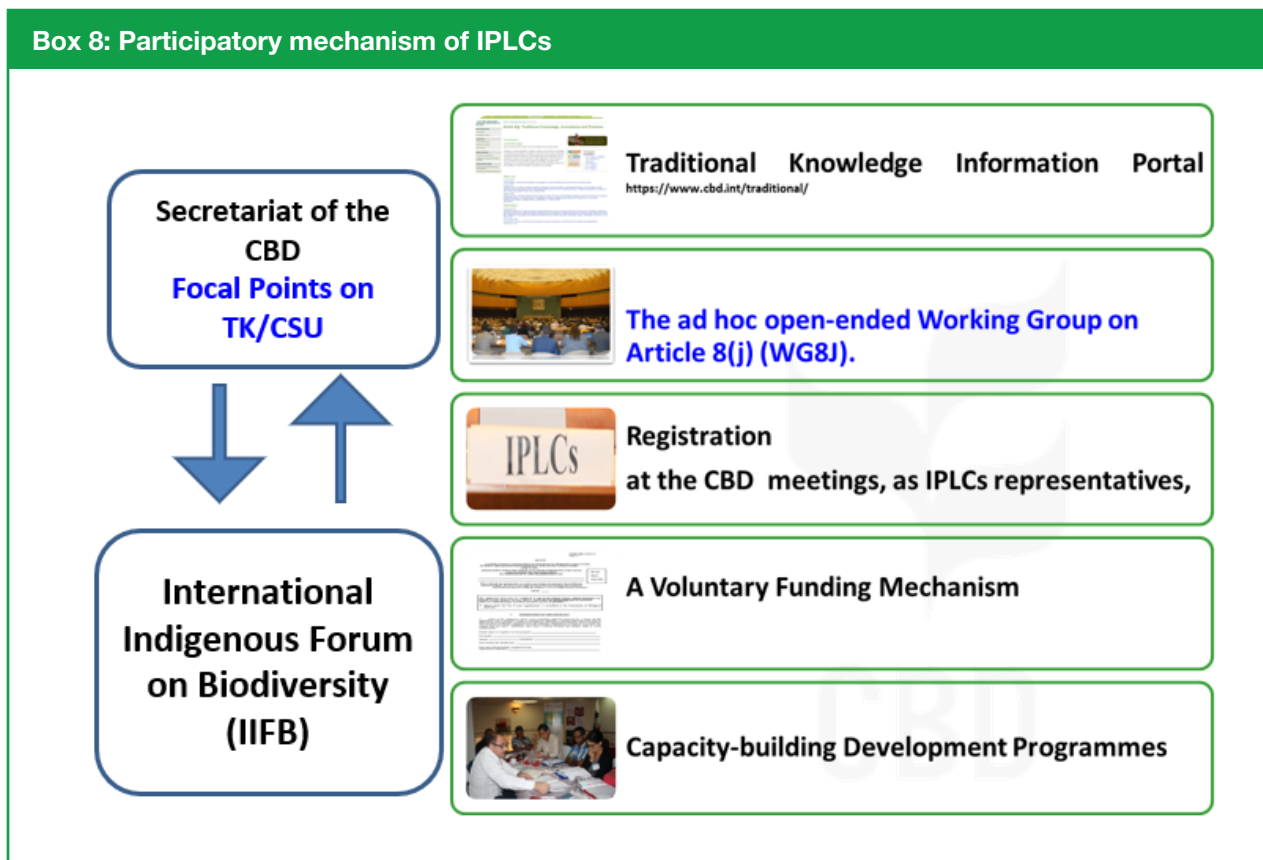 Box 8: Participatory mechanism of IPLCs
Secretariat of the
CBD
Focal Points on
TK/CSU
International
Indigenous Forum
on Biodiversity
(IIFB)
Traditional Knowledge Information Portal
https://www.cbd.int/traditional/
The ad hoc open-ended Working Group on
Article 8(j) (WG8J).
IPLCs
Registration
at the CBD meetings, as IPLCs representatives,
A Voluntary Funding Mechanism
Capacity-building Development Programmes
CBD